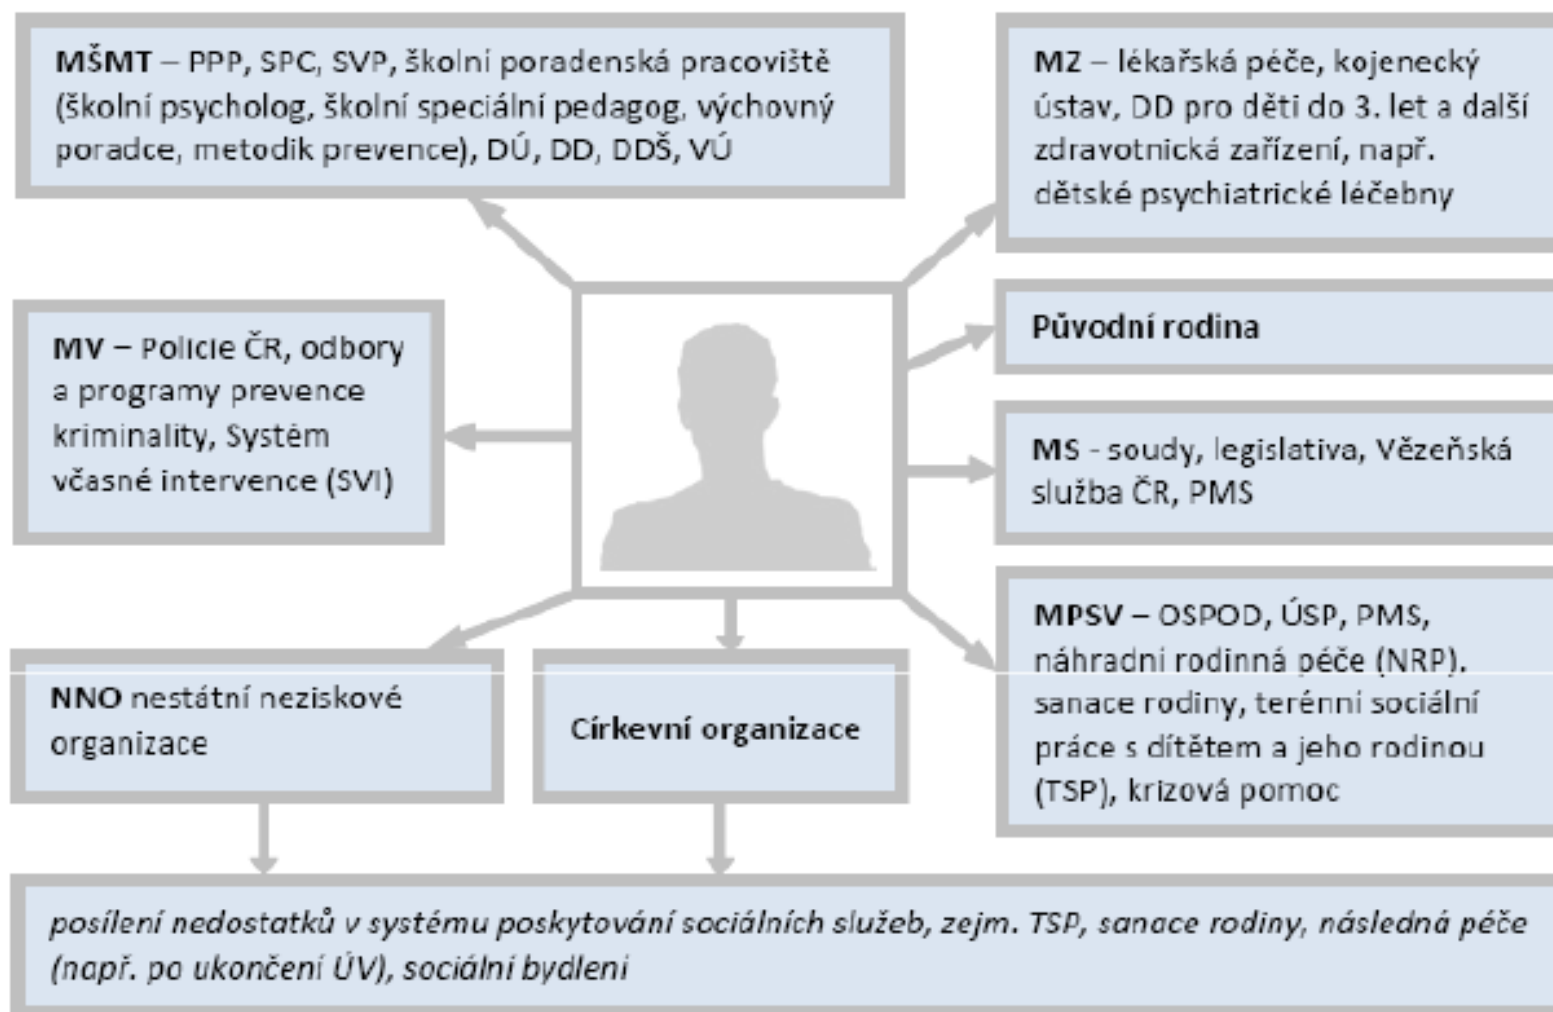 MŠMT – PPP, SPC, SVP, školní poradenská pracoviště
(školní psycholog, školní speciální pedagog, výchovný
poradce, metodik prevence), DÚ, DD, DDŠ, VÚ
MZ – lékařská péče, kojenecký
ústav, DD pro děti do 3. let a další
zdravotnická zařízení, např.
dětské psychiatrické léčebny
MV – Policie ČR, odbory
a programy prevence
kriminality, Systém
včasné intervence (SVI)
Původní rodina
MS - soudy, legislativa, Vězeňská
služba ČR, PMS
MPSV – OSPOD, ÚSP, PMS,
náhradní rodinná péče (NRP).
sanace rodiny, terénní sociální
práce s dítětem a jeho rodinou
(TSP), krizová pomoc
NNO nestátní neziskové
organizace
Církevní organizace
posílení nedostatků v systému poskytování sociálních služeb, zejm. TSP, sanace rodiny, následná péče
(např. po ukončení ÚV), sociální bydleni